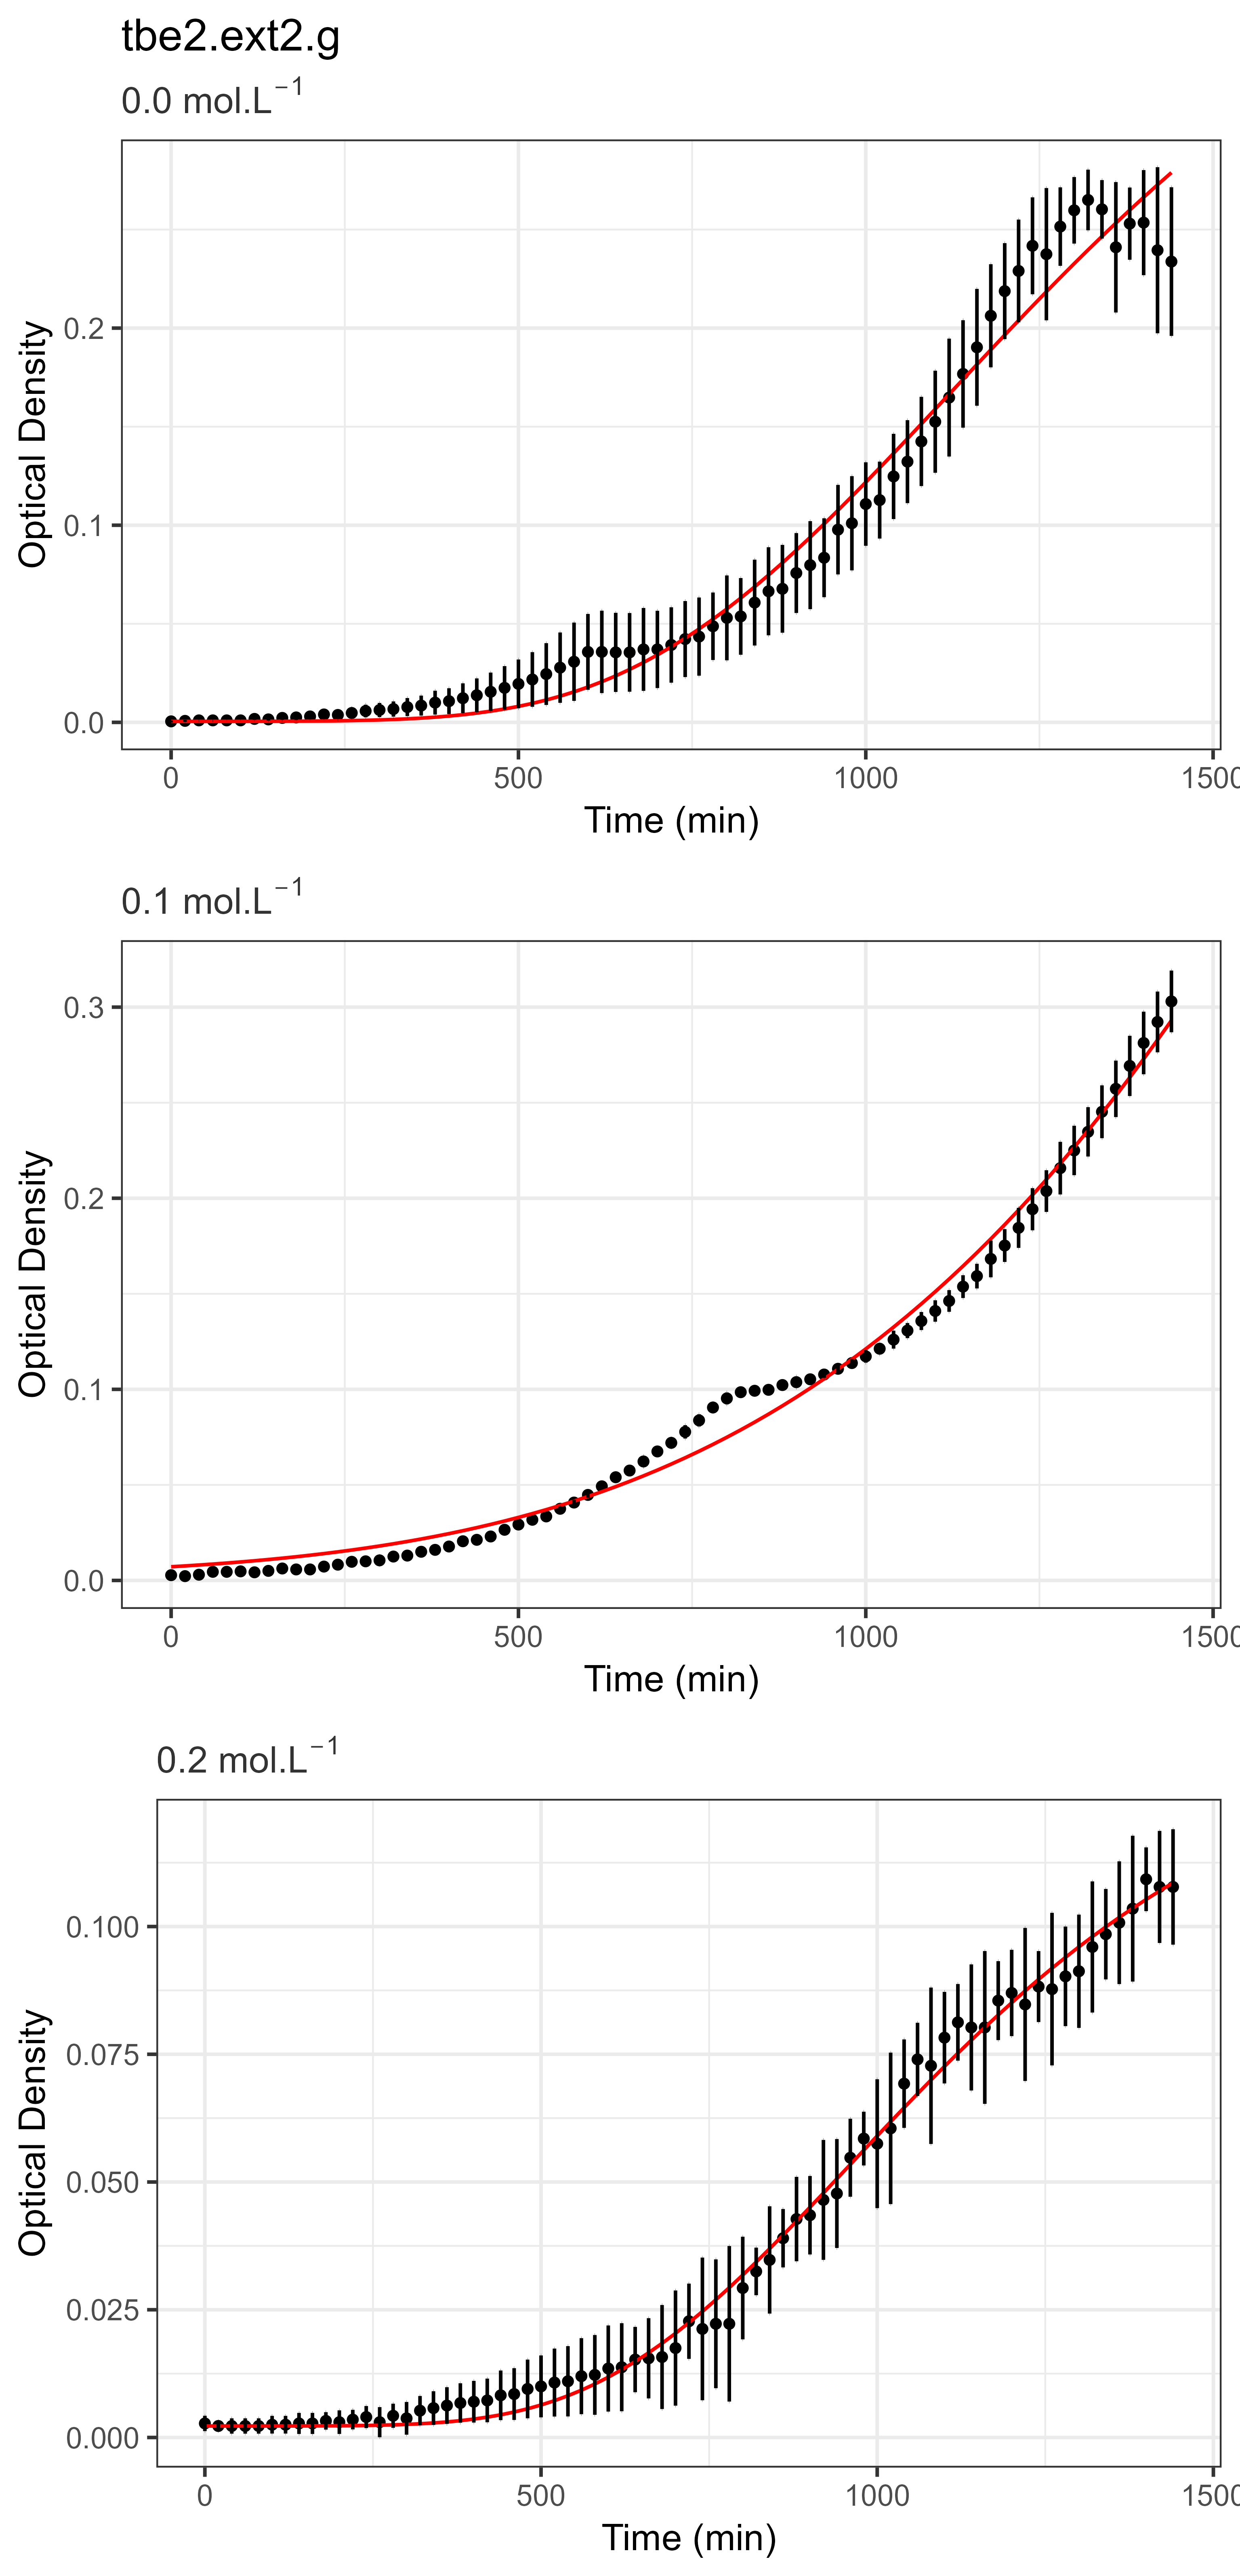 tbe2.ext2.g
0.0 mol.L⁻¹
Optical Density
0.2
0.1
0.0
0 500 1000 1500
Time (min)
0.1 mol.L⁻¹
Optical Density
0.3
0.2
0.1
0.0
0 500 1000 1500
Time (min)
0.2 mol.L⁻¹
Optical Density
0.100
0.075
0.050
0.025
0.000
0 500 1000 1500
Time (min)